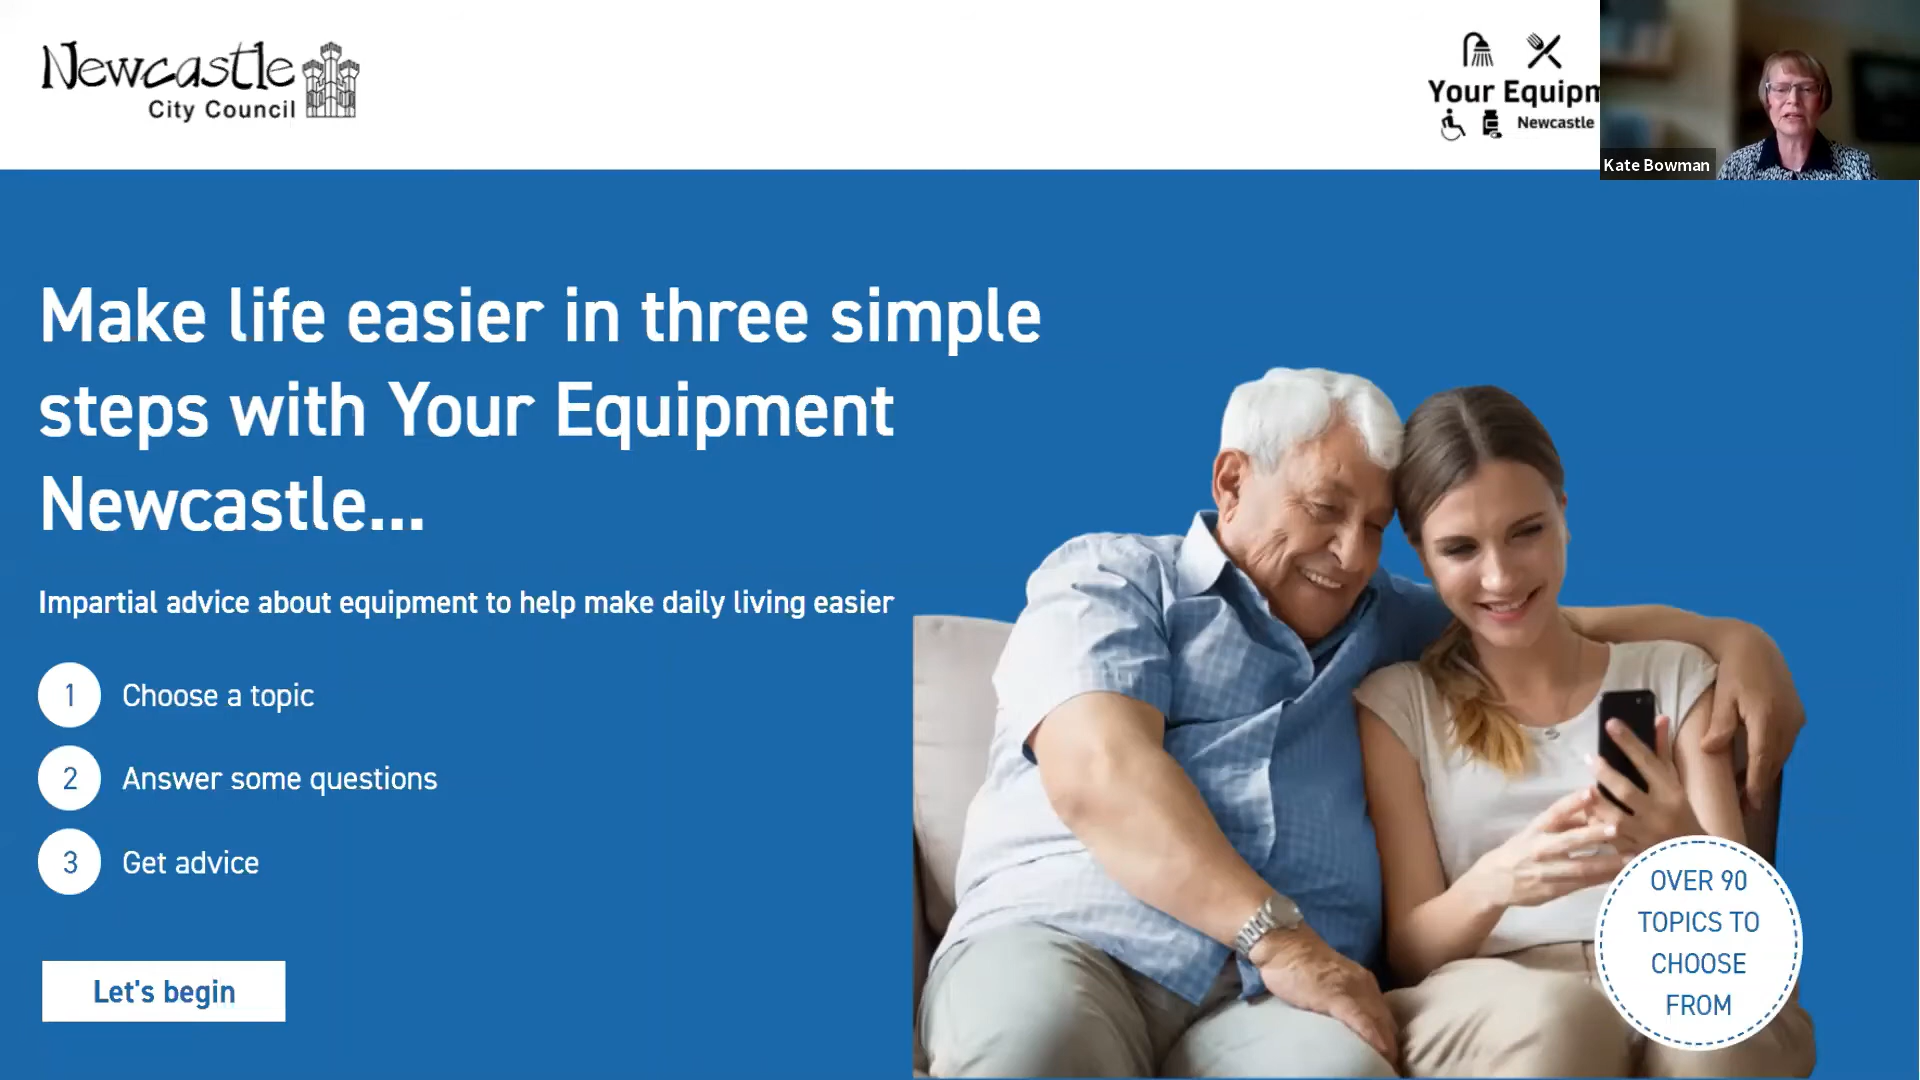 Newcastle
City Council
Your Equipm
Newcastle
Kate Bowman
Make life easier in three simple
steps with Your Equipment
Newcastle...
Impartial advice about equipment to help make daily living easier
1 Choose a topic
2 Answer some questions
3 Get advice
Let's begin
OVER 90
TOPICS TO
CHOOSE
FROM